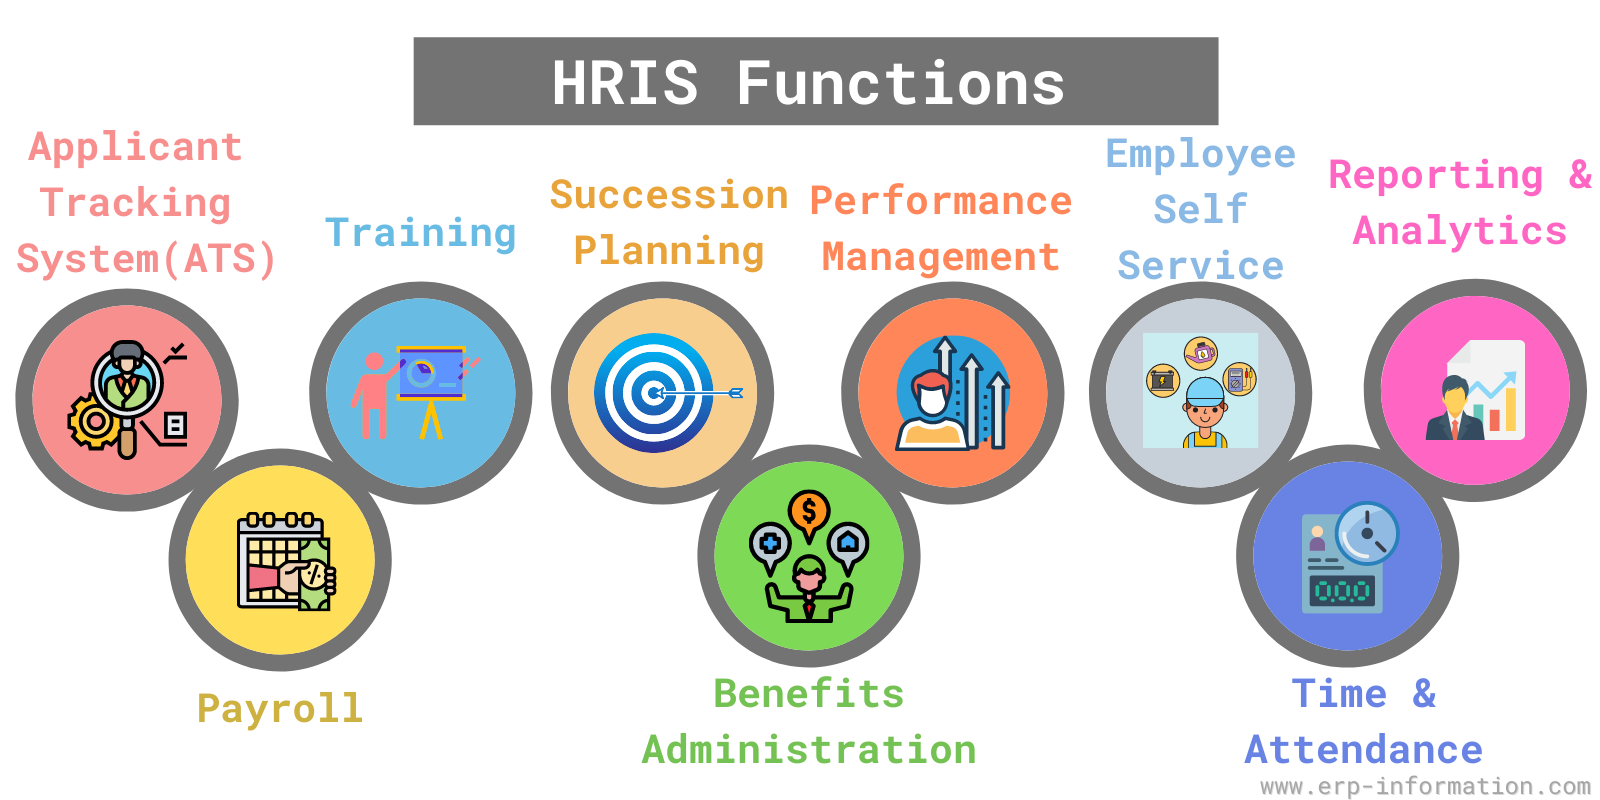 HRIS Functions
Applicant
Tracking
System(ATS)
Payroll
Training
Succession
Planning
Benefits
Administration
Performance
Management
Employee
Self
Service
Time &
Attendance
Reporting &
Analytics
www.erp-information.com